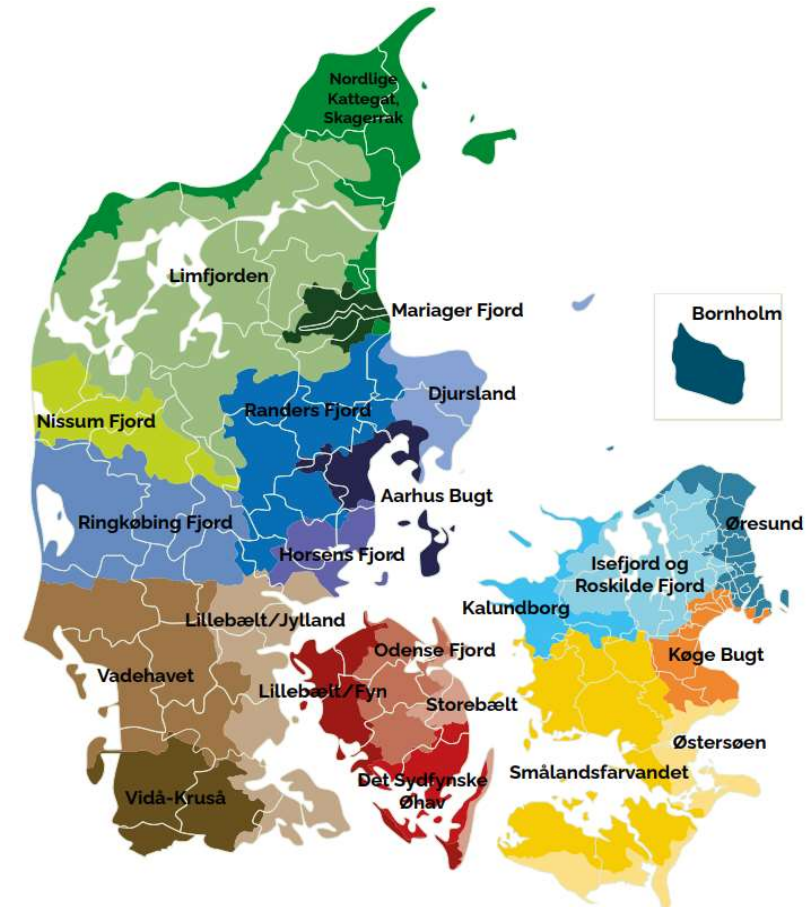 Nordlige
Kattegat,
Skagerrak
Limfjorden
Mariager Fjord
Bornholm
Nissum Fjord
Randers Fjord
Djursland
Aarhus Bugt
Ringkøbing Fjord
Horsens Fjord
Øresund
Isefjord og
Roskilde Fjord
Kalundborg
Lillebælt/Jylland
Odense Fjord
Køge Bugt
Vadehavet
Lillebælt/Fyn
Storebælt
Østersøen
Smålandsfarvandet
Det Sydfynske
Øhav
Vidå-Kruså